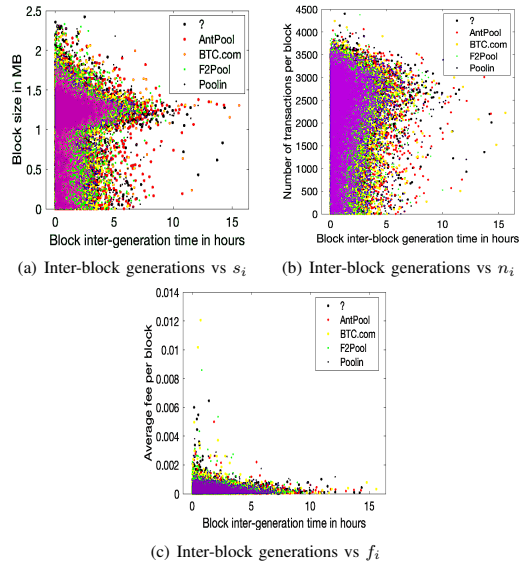 2.5
2
1.5
1
0.5
0
Block size in MB
?
AntPool
BTC.com
F2Pool
Poolin
0 5 10 15
Block inter-generation time in hours
(a) Inter-block generations vs s_i
4500
4000
3500
3000
2500
2000
1500
1000
500
0
Number of transactions per block
?
AntPool
BTC.com
F2Pool
Poolin
0 5 10 15
Block inter-block generation time in hours
(b) Inter-block generations vs n_i
0.014
0.012
0.01
0.008
0.006
0.004
0.002
0
Average fee per block
?
AntPool
BTC.com
F2Pool
Poolin
0 5 10 15
Block inter-generation time in hours
(c) Inter-block generations vs f_i